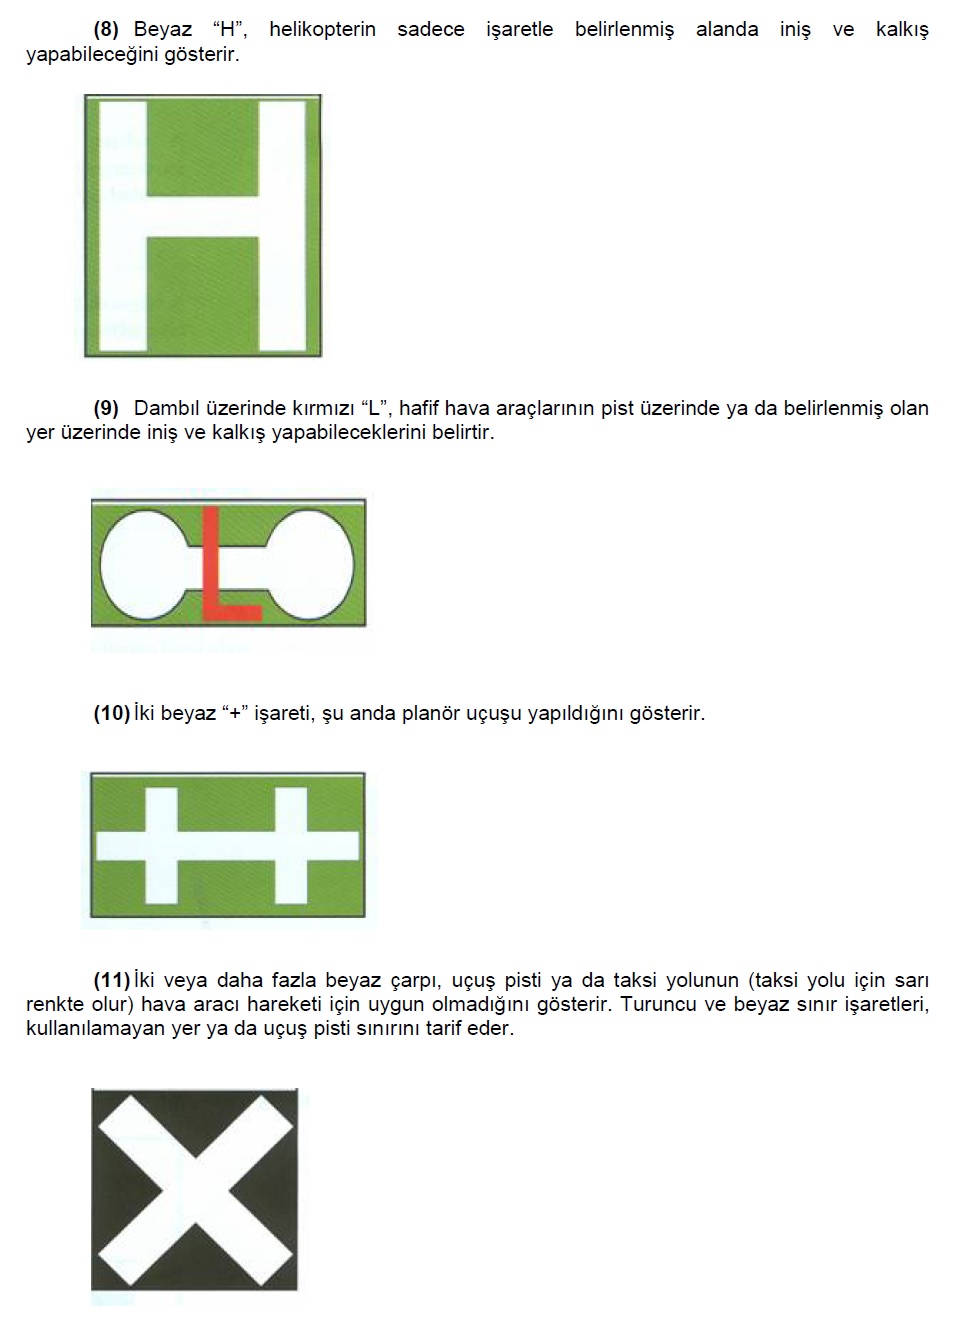 (8) Beyaz “H”, helikopterin sadece işaretle belirlenmiş alanda iniş ve kalkış
yapabileceğini gösterir.
H
(9) Dambıl üzerinde kırmızı “L”, hafif hava araçlarının pist üzerinde ya da belirlenmiş olan
yer üzerinde iniş ve kalkış yapabileceklerini belirtir.
L
(10) İki beyaz “+” işareti, şu anda planör uçuşu yapıldığını gösterir.
(11) İki veya daha fazla beyaz çarpı, uçuş pisti ya da taksi yolunun (taksi yolu için sarı
renkte olur) hava aracı hareketi için uygun olmadığını gösterir. Turuncu ve beyaz sınır işaretleri,
kullanılamayan yer ya da uçuş pisti sınırını tarif eder.